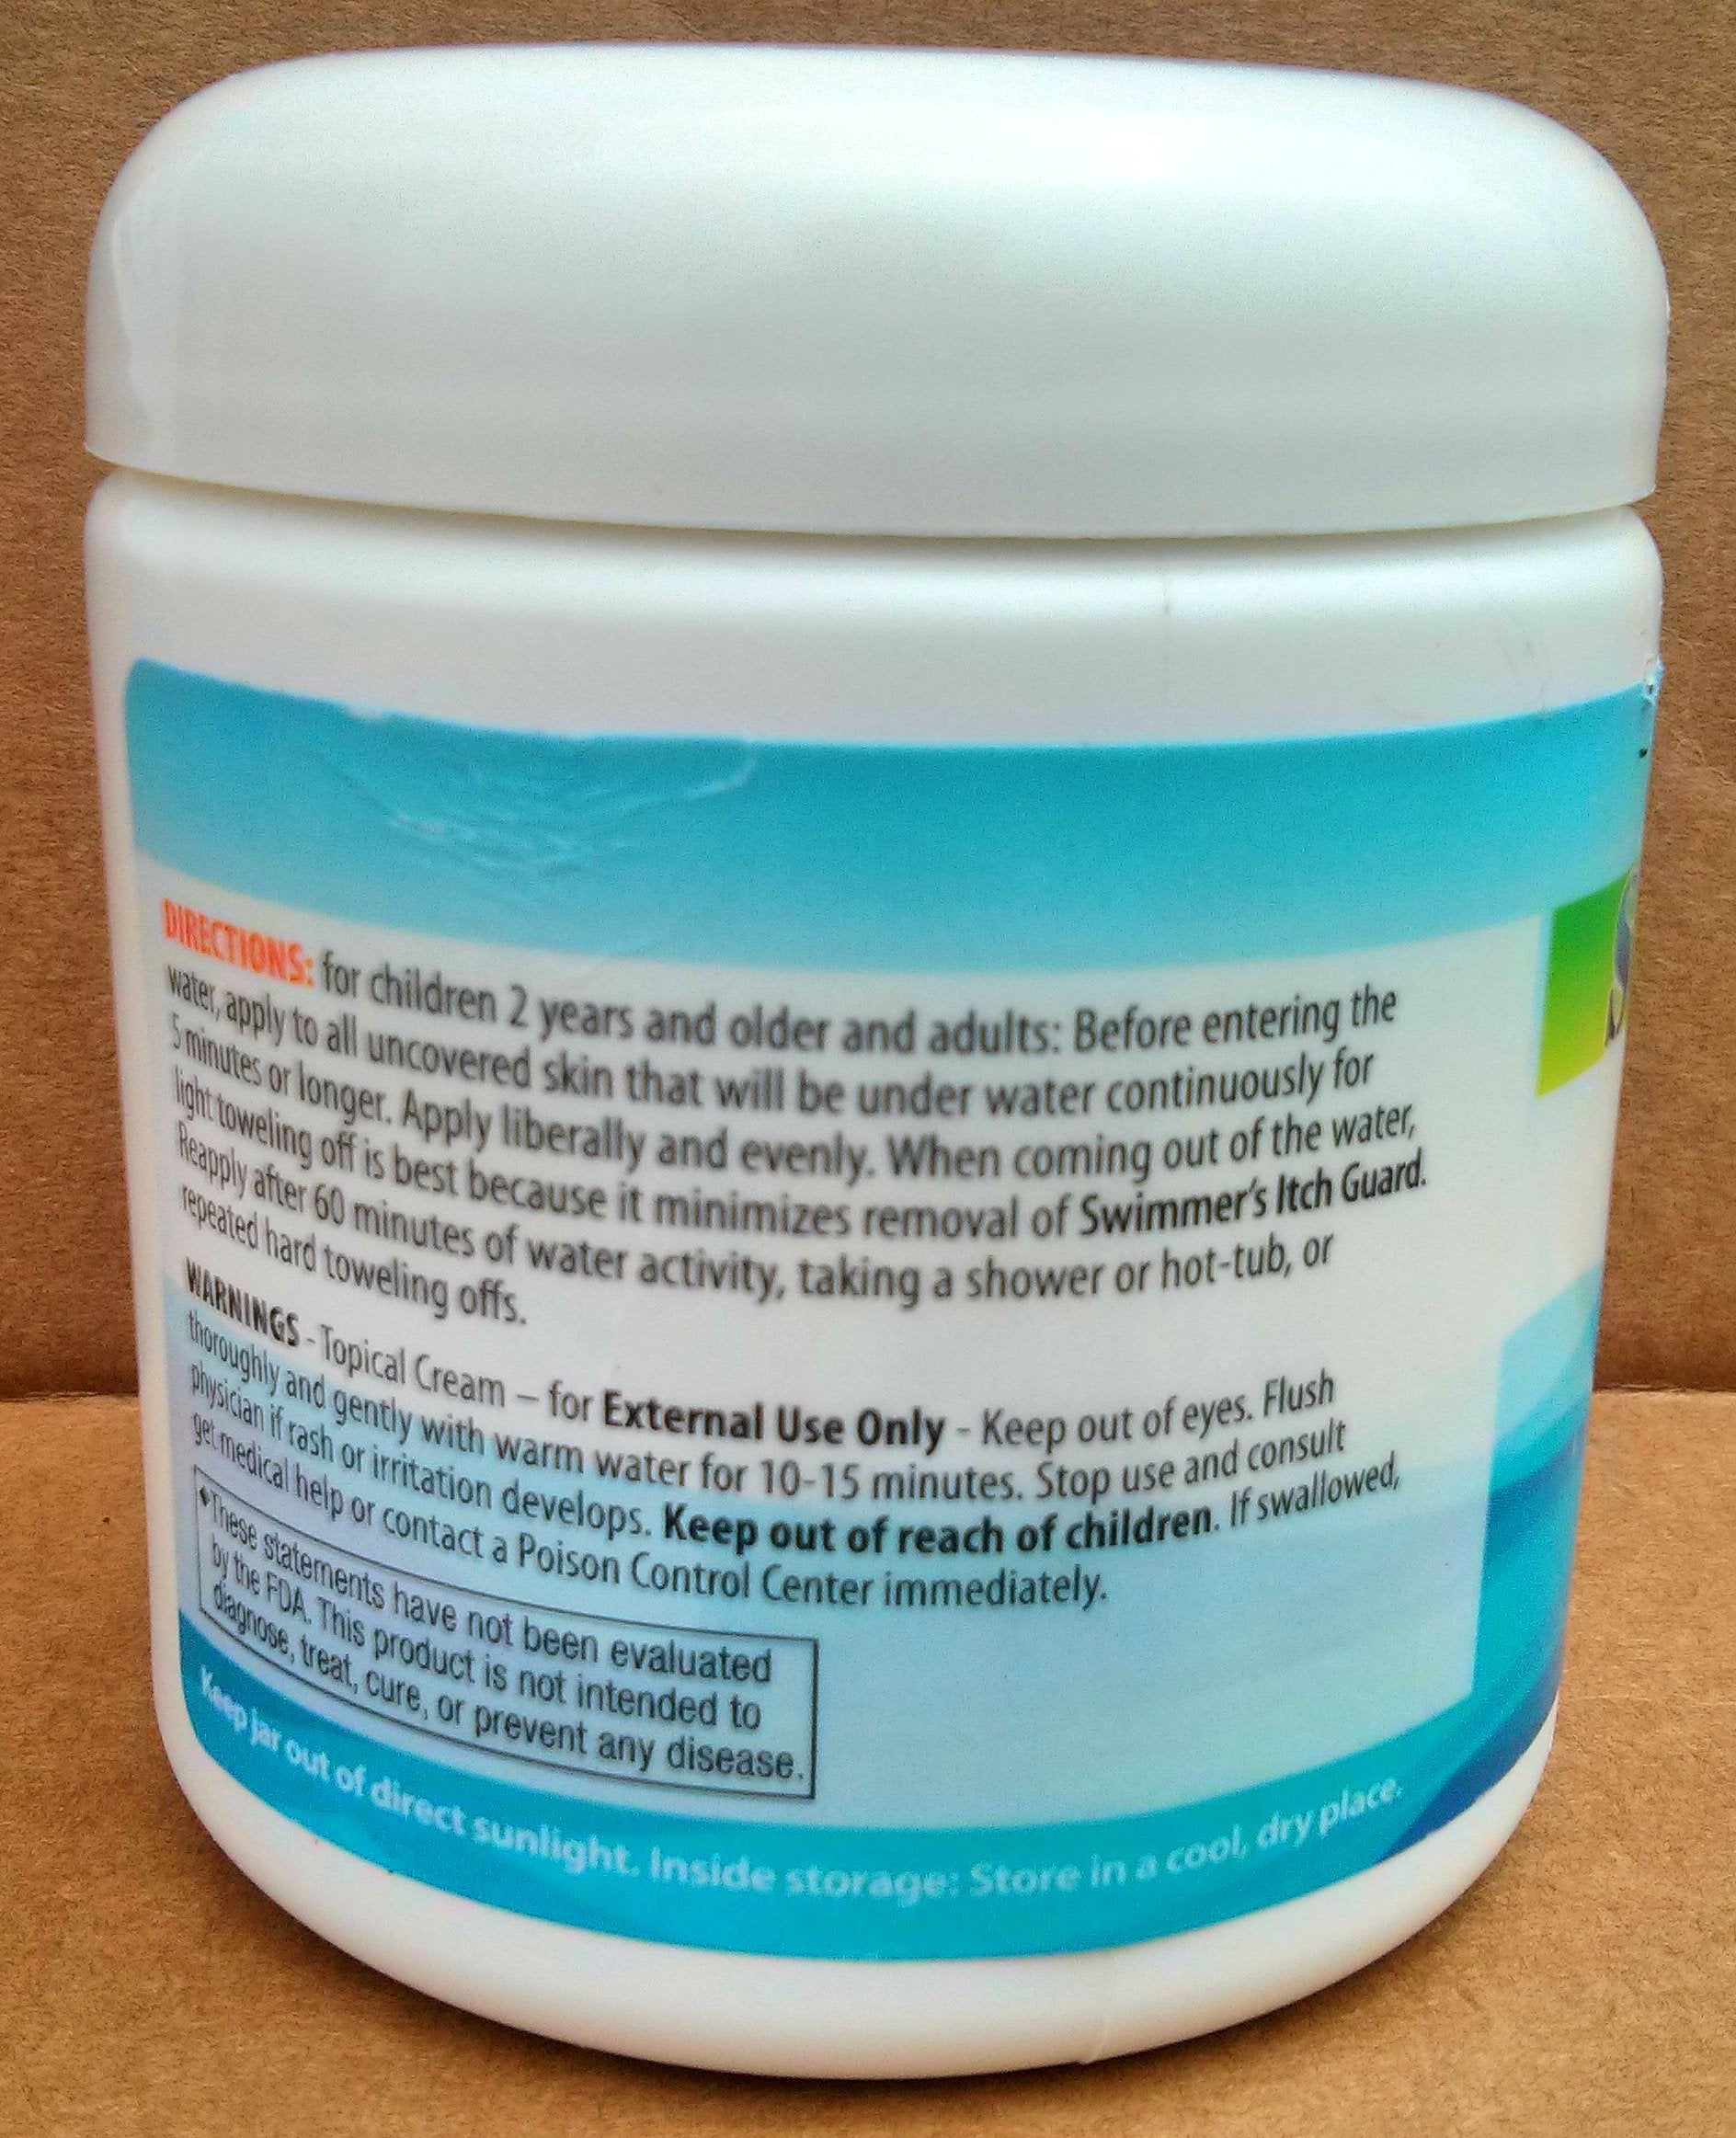 DIRECTIONS: for children 2 years and older and adults: Before entering the
water, apply to all uncovered skin that will be under water continuously for
5 minutes or longer. Apply liberally and evenly. When coming out of the water,
light toweling off is best because it minimizes removal of Swimmer's Itch Guard.
Reapply after 60 minutes of water activity, taking a shower or hot-tub, or
repeated hard toweling offs.
WARNINGS - Topical Cream – for External Use Only - Keep out of eyes. Flush
thoroughly and gently with warm water for 10-15 minutes. Stop use and consult
physician if rash or irritation develops. Keep out of reach of children. If swallowed,
get medical help or contact a Poison Control Center immediately.
♦These statements have not been evaluated
by the FDA. This product is not intended to
diagnose, treat, cure, or prevent any disease.
Keep jar out of direct sunlight. Inside storage: Store in a cool, dry place.